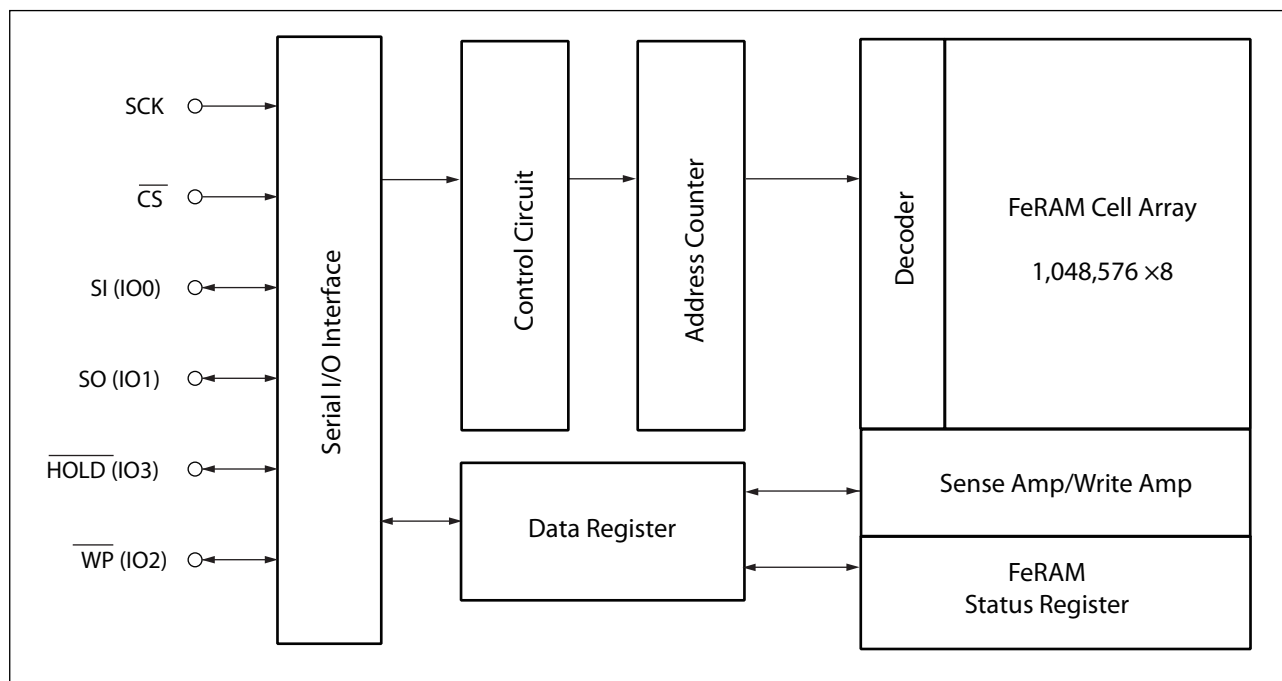 SCK
CS
SI (IO0)
SO (IO1)
HOLD (IO3)
WP (IO2)
Serial I/O Interface
Control Circuit
Address Counter
Data Register
Decoder
FeRAM Cell Array
1,048,576 ×8
Sense Amp/Write Amp
FeRAM
Status Register